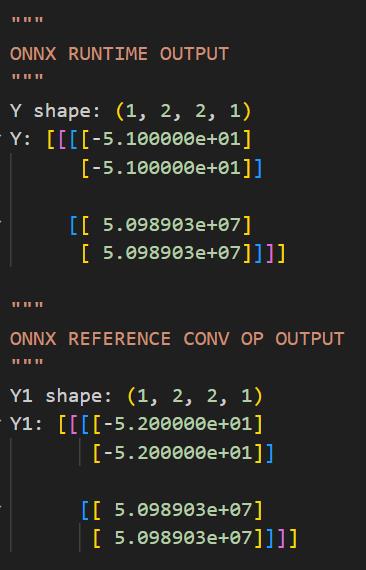 """
ONNX RUNTIME OUTPUT
"""
Y shape: (1, 2, 2, 1)
Y: [[[[-5.100000e+01]
[-5.100000e+01]]
[[ 5.098903e+07]
[ 5.098903e+07]]]]
"""
ONNX REFERENCE CONV OP OUTPUT
"""
Y1 shape: (1, 2, 2, 1)
Y1: [[[[-5.200000e+01]
[-5.200000e+01]]
[[ 5.098903e+07]
[ 5.098903e+07]]]]